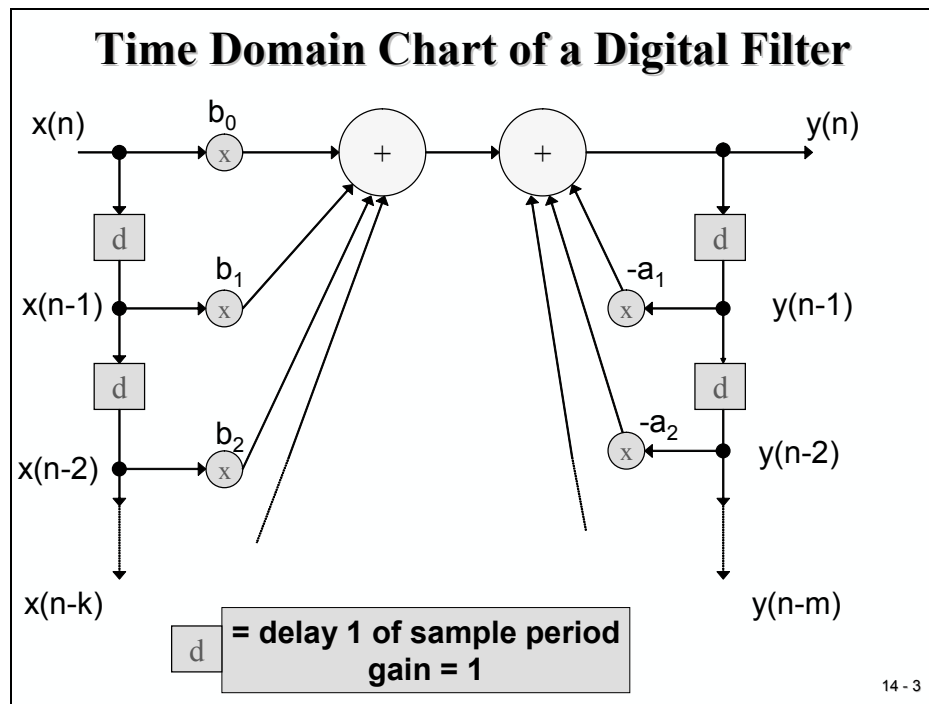 Time Domain Chart of a Digital Filter
x(n) b₀ + + y(n)
x
d d
b₁ -a₁
x(n-1) x x y(n-1)
d d
b₂ -a₂
x(n-2) x x y(n-2)
x(n-k) y(n-m)
= delay 1 of sample period
d
gain = 1
14 - 3